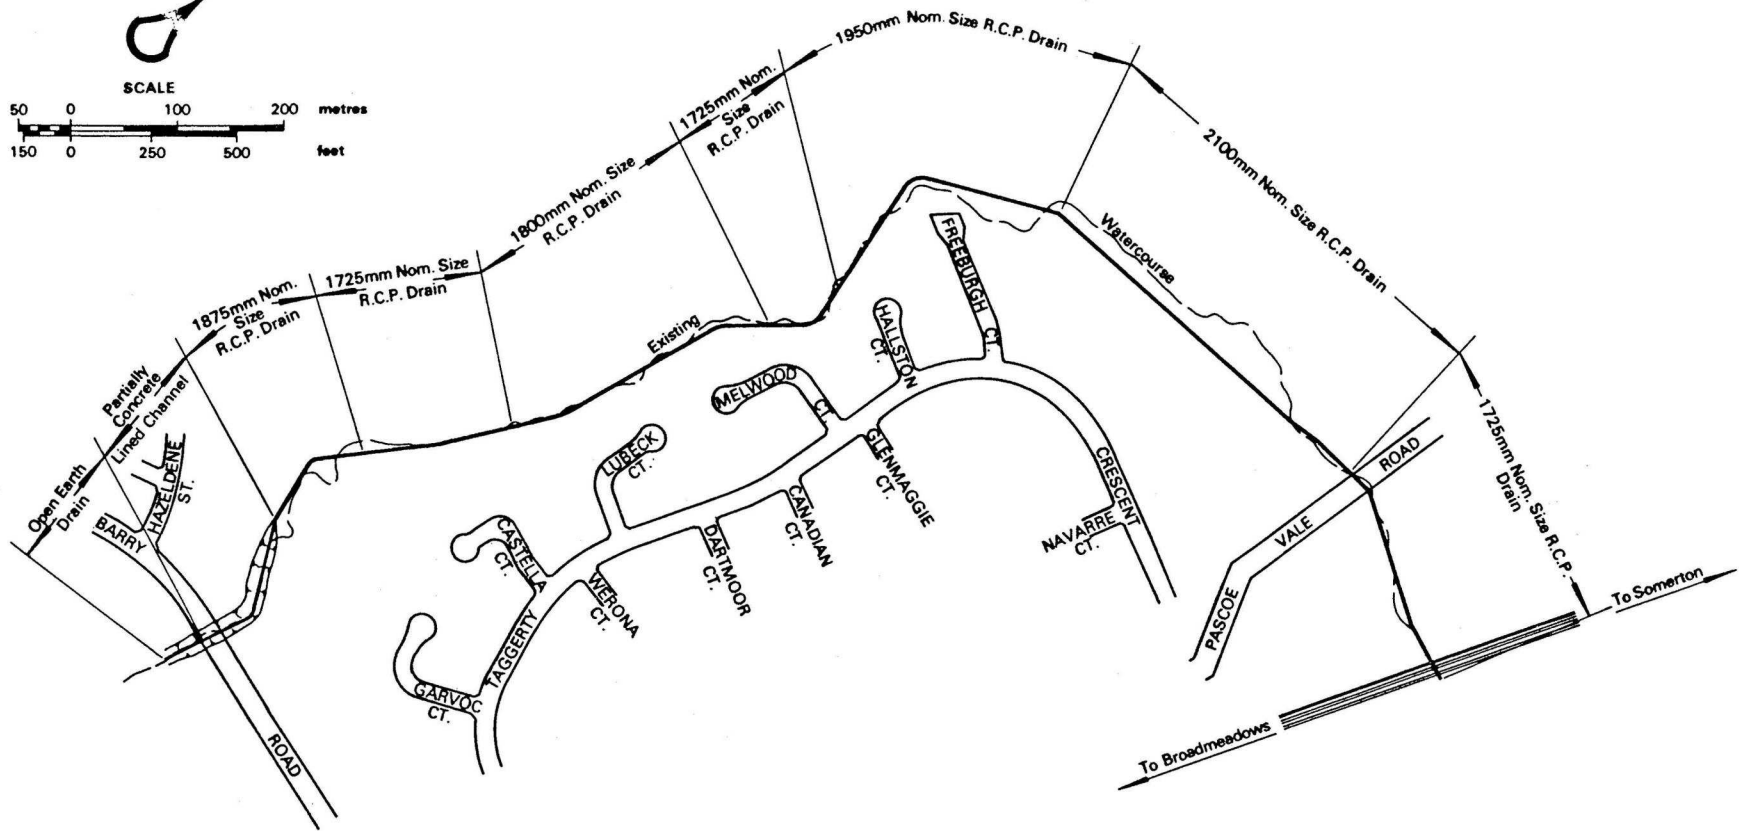 SCALE
50 0 100 200 metres
150 0 250 500 feet
1950mm Nom. Size R.C.P. Drain
1725mm Nom.
Size
R.C.P. Drain
2100mm Nom. Size R.C.P. Drain
1800mm Nom. Size
R.C.P. Drain
1725mm Nom. Size
R.C.P. Drain
1875mm Nom.
Size
R.C.P. Drain
Partially
Concrete
Lined Channel
Open Earth
Drain
Watercourse
Existing
FREEBURGH CT.
HALLSTON
CT.
MELWOOD CT.
LUBECK
CT.
HAZELDENE
ST.
BARRY
ROAD
CASTELLA
CT.
GARVOC
CT.
TAGGERTY
WERONA
CT.
DARTMOOR
CT.
CANADIAN
CT.
GLENMAGGIE
CT.
CRESCENT
NAVARRE
CT.
PASCOE
VALE
ROAD
1725mm Nom. Size R.C.P.
Drain
To Somerton
To Broadmeadows